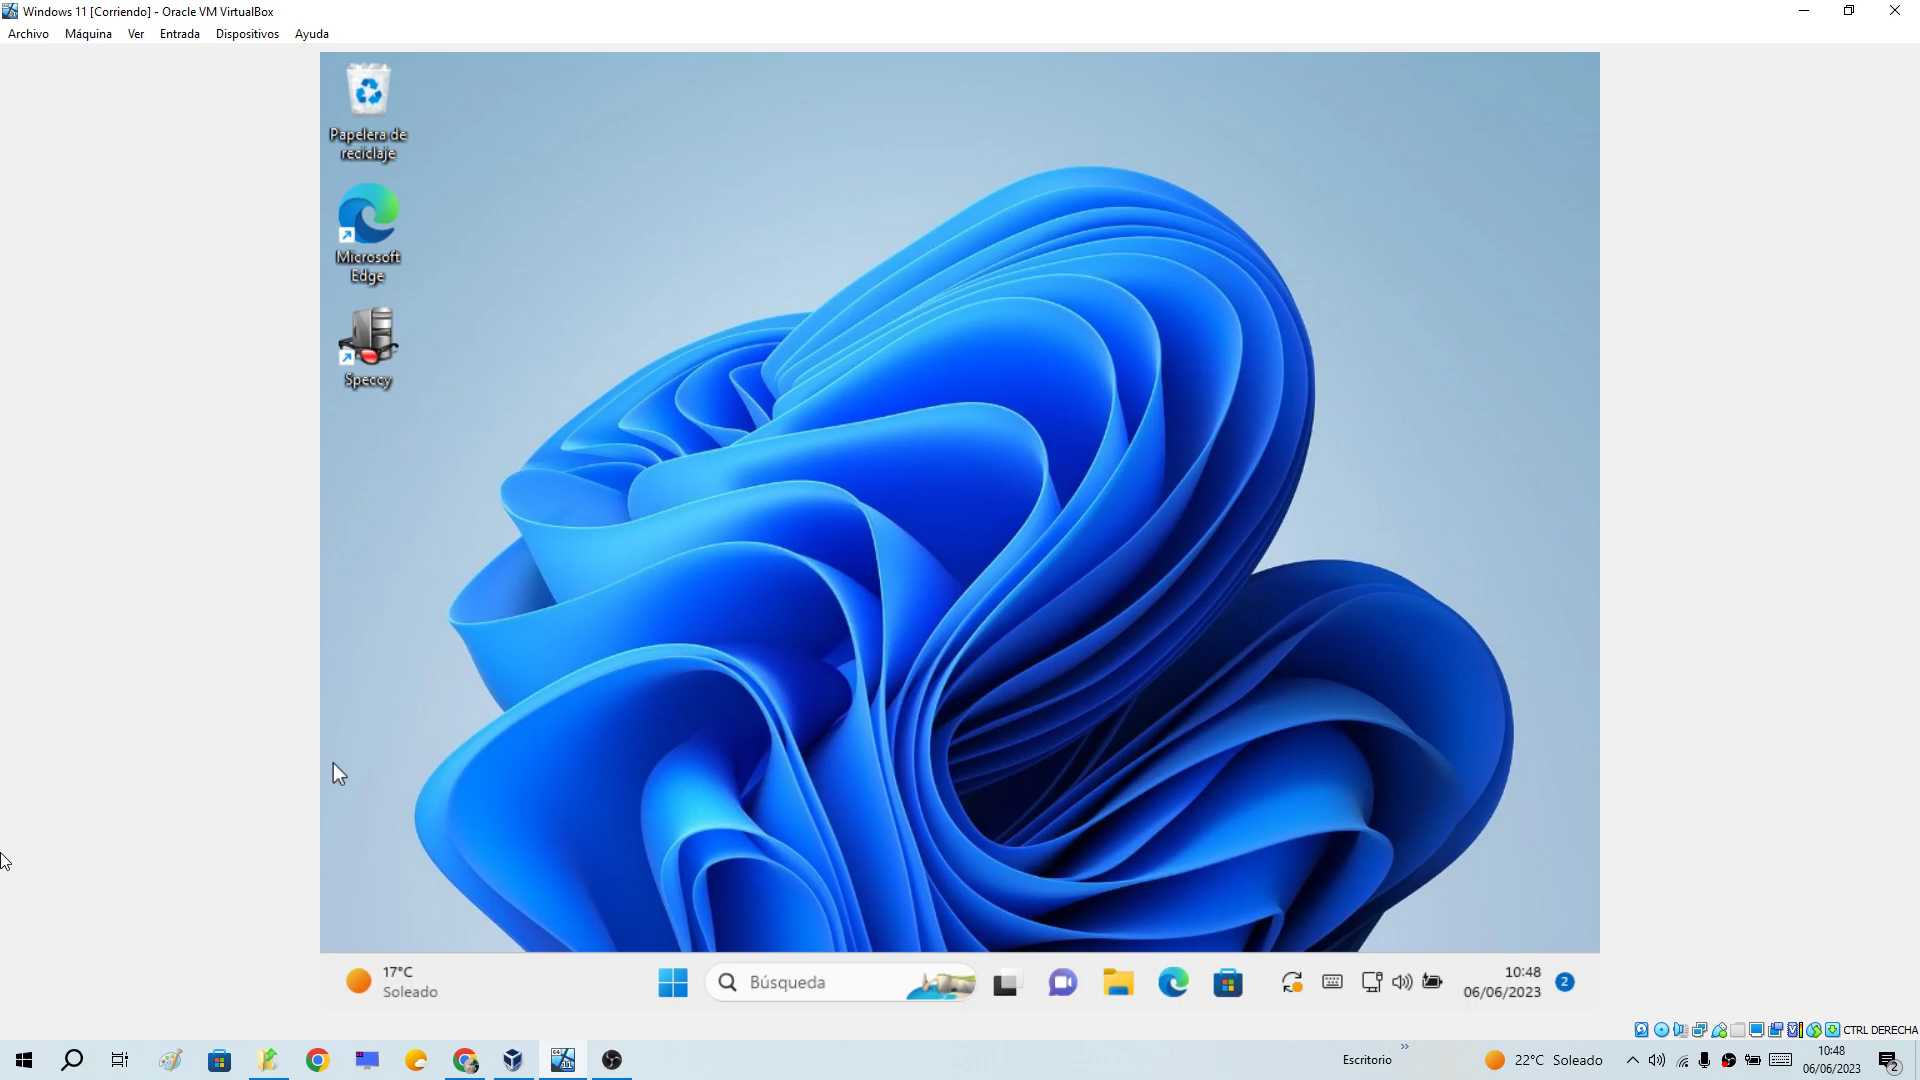 Windows 11 [Corriendo] - Oracle VM VirtualBox
Archivo Máquina Ver Entrada Dispositivos Ayuda
Papelera de
reciclaje
Microsoft
Edge
Speccy
17°C
Soleado
Búsqueda
10:48
06/06/2023
2
CTRL DERECHA
Escritorio
22°C Soleado
10:48
06/06/2023
2